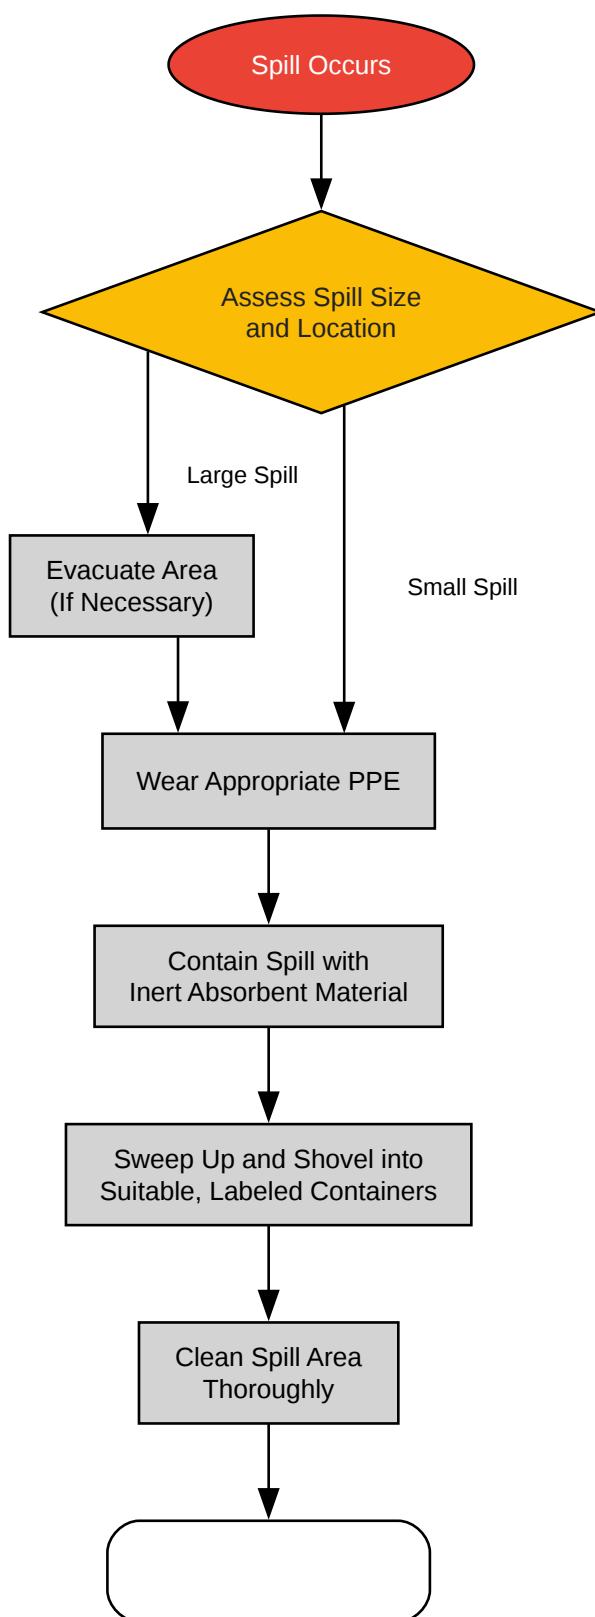 Spill Occurs
Assess Spill Size
and Location
Large Spill
Evacuate Area
(If Necessary)
Small Spill
Wear Appropriate PPE
Contain Spill with
Inert Absorbent Material
Sweep Up and Shovel into
Suitable, Labeled Containers
Clean Spill Area
Thoroughly